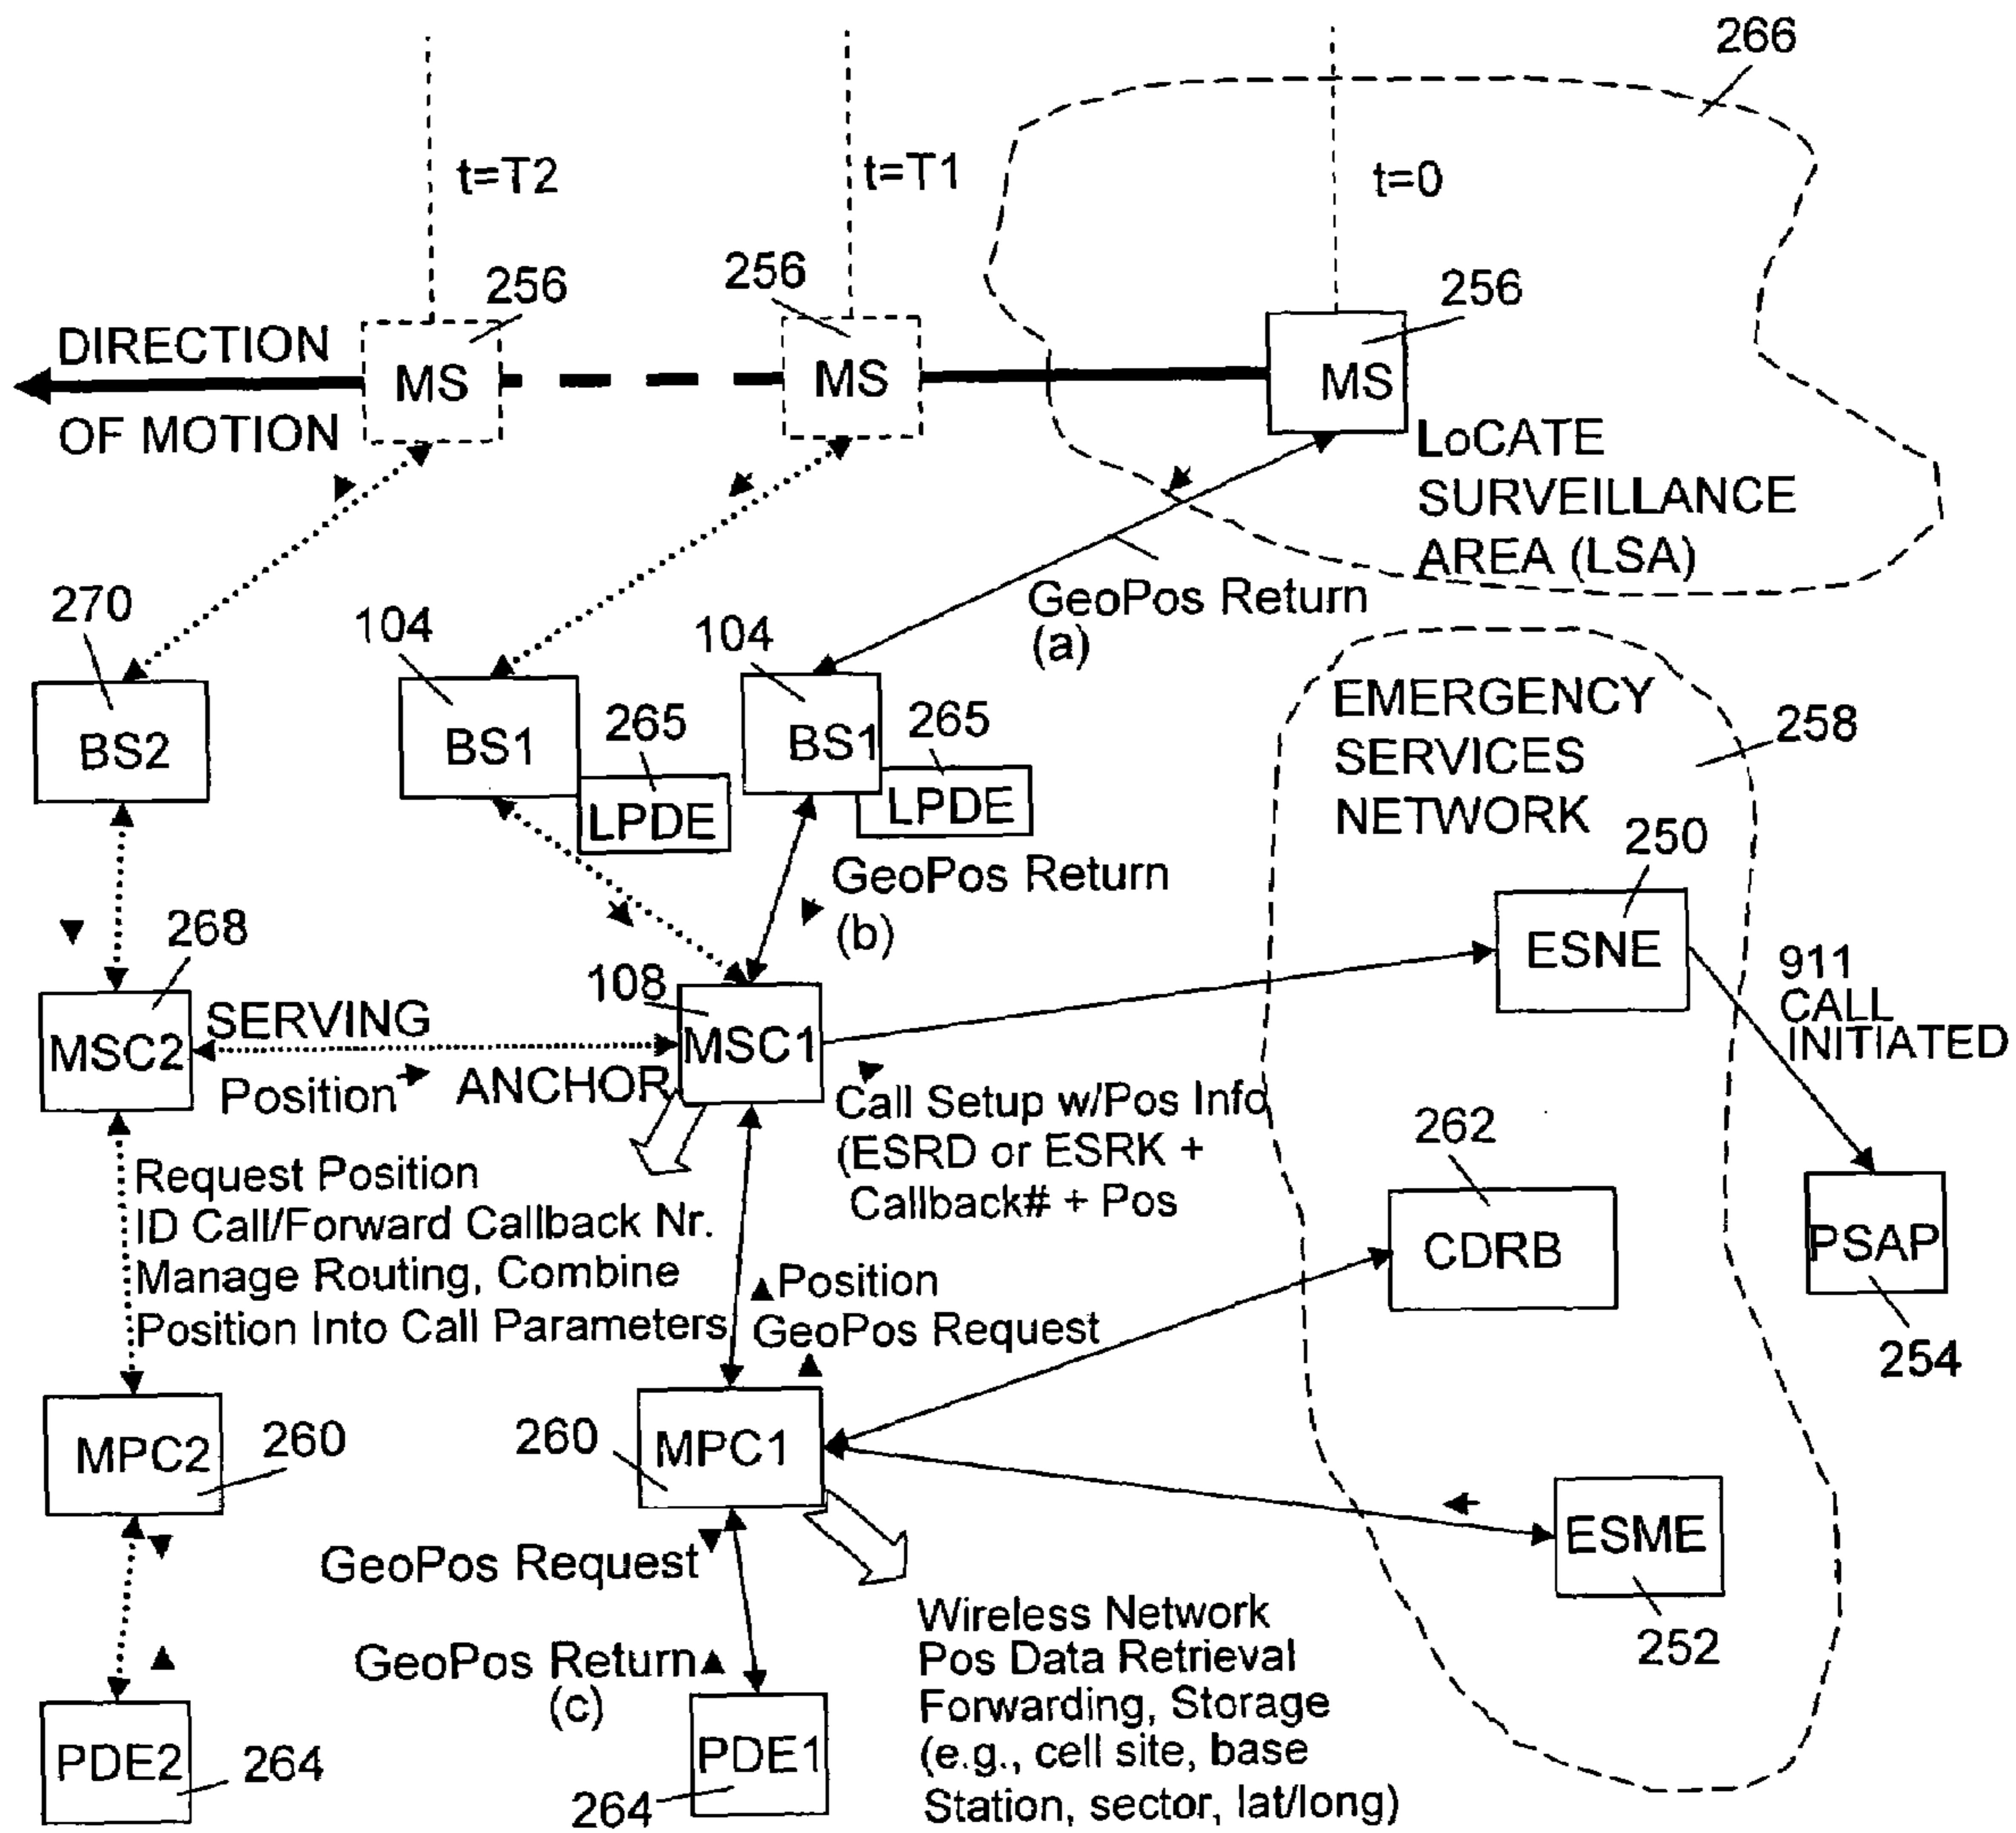 266
t=T2
t=T1
t=0
256
256
256
DIRECTION
OF MOTION
MS
MS
MS
LoCATE
SURVEILLANCE
AREA (LSA)
GeoPos Return
(a)
270
104
104
BS2
BS1
265
LPDE
BS1
265
LPDE
EMERGENCY
SERVICES
NETWORK
258
250
GeoPos Return
(b)
268
108
ESNE
911
CALL
INITIATED
MSC2
SERVING
Position
ANCHOR
MSC1
Call Setup w/Pos Info
(ESRD or ESRK +
Callback# + Pos
262
CDRB
PSAP
254
Request Position
ID Call/Forward Callback Nr.
Manage Routing, Combine
Position Into Call Parameters
Position
GeoPos Request
MPC2
260
260
MPC1
ESME
252
GeoPos Request
GeoPos Return
(c)
Wireless Network
Pos Data Retrieval
Forwarding, Storage
(e.g., cell site, base
Station, sector, lat/long)
PDE2
264
PDE1
264